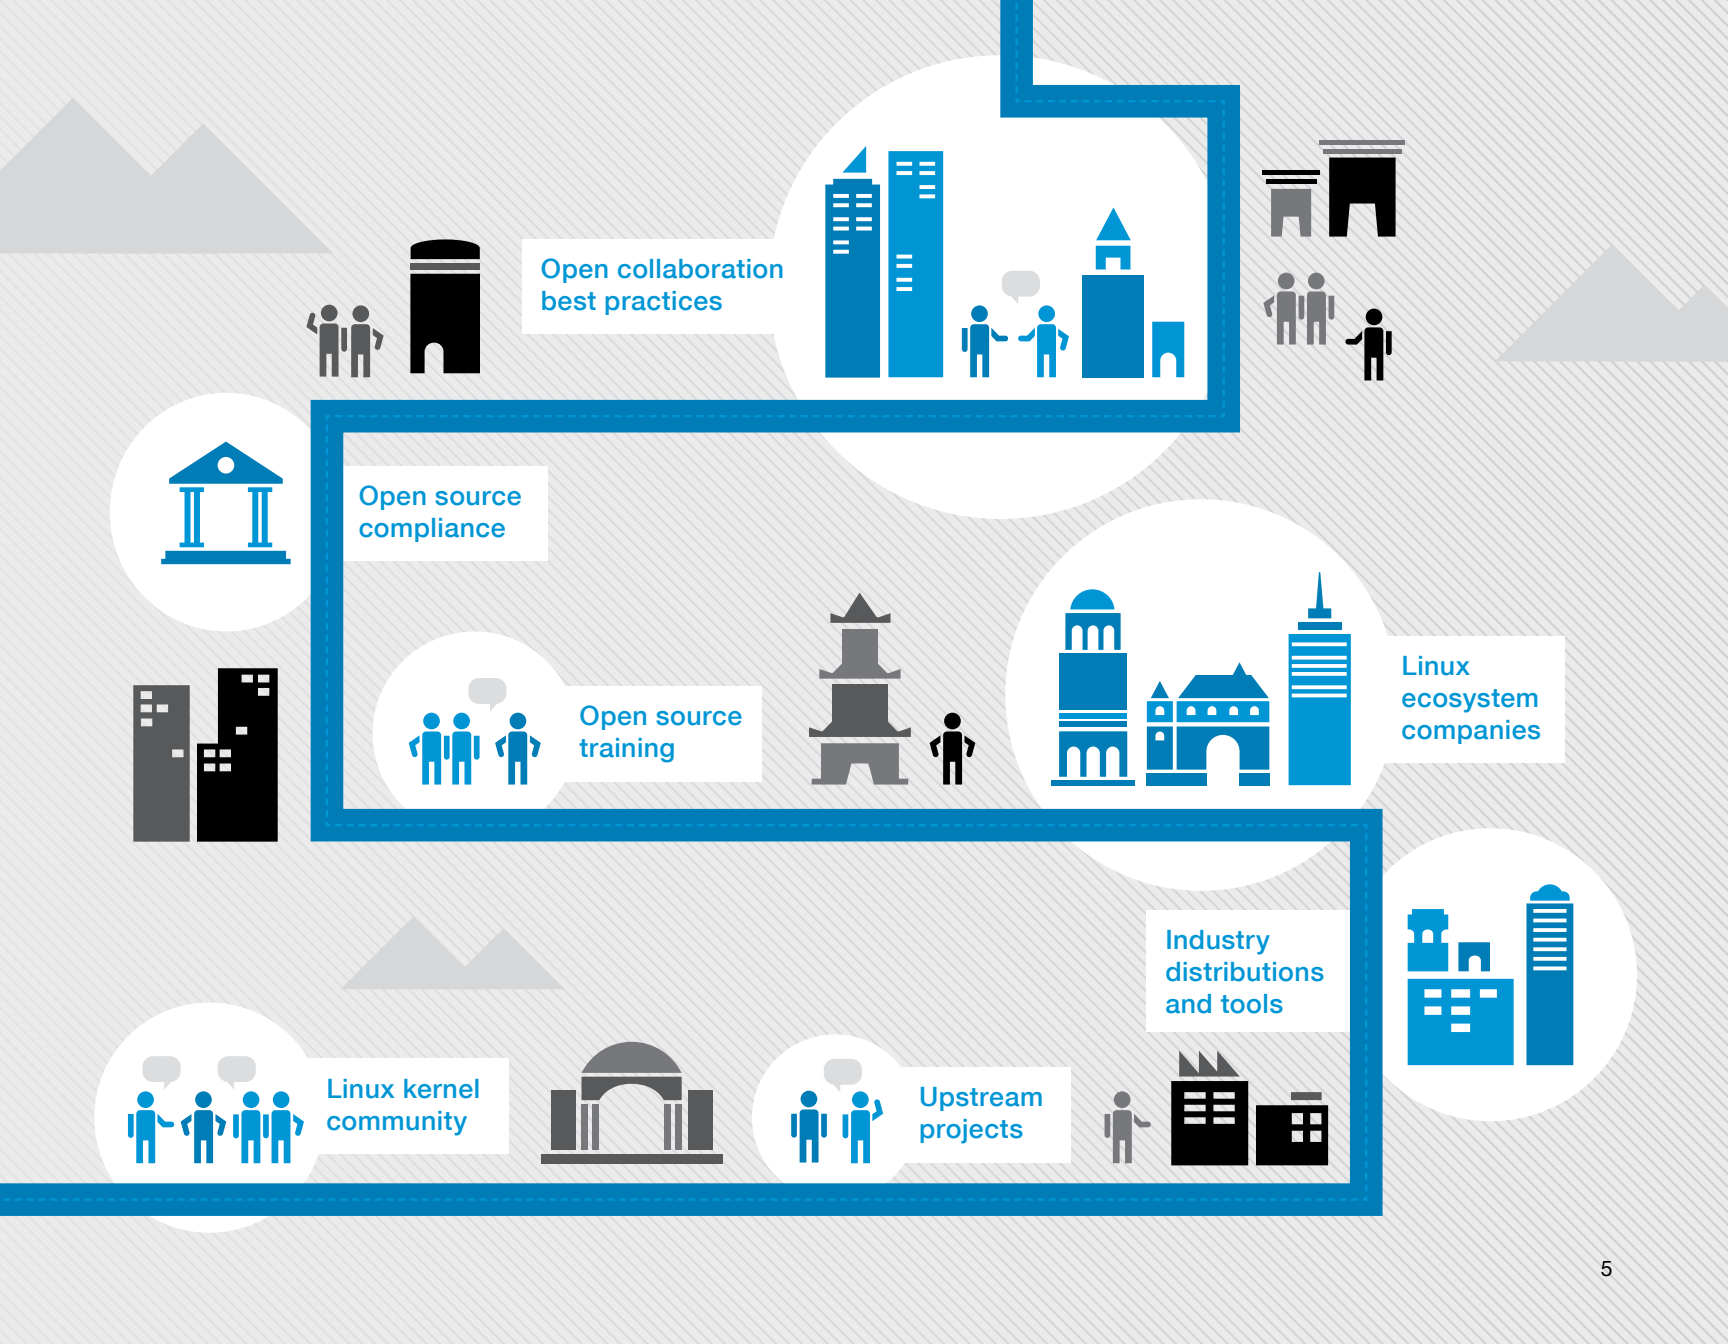 Open collaboration
best practices
Open source
compliance
Open source
training
Linux
ecosystem
companies
Industry
distributions
and tools
Linux kernel
community
Upstream
projects
5